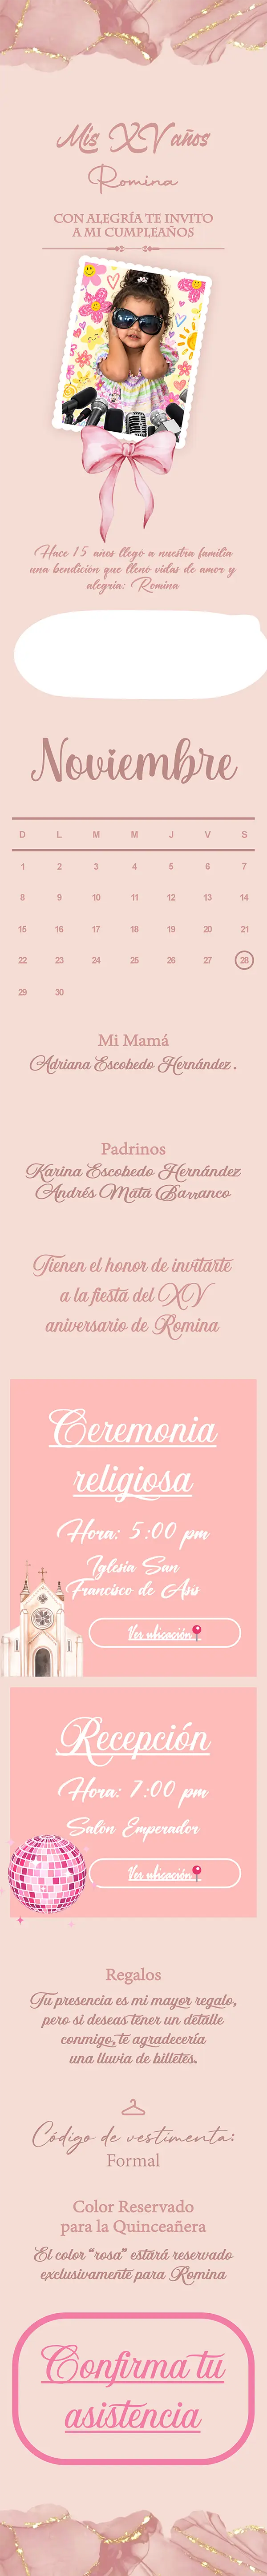 Mis XV años
Romina
CON ALEGRÍA TE INVITO
A MI CUMPLEAÑOS
Hace 15 años llegó a nuestra familia
una bendición que llenó vidas de amor y
alegría: Romina
Noviembre
D L M M J V S
1 2 3 4 5 6 7
8 9 10 11 12 13 14
15 16 17 18 19 20 21
22 23 24 25 26 27 28
29 30
Mi Mamá
Adriana Escobedo Hernández.
Padrinos
Karina Escobedo Hernández
Andrés Mata Barranco
Tienen el honor de invitarte
a la fiesta del XV
aniversario de Romina
Ceremonia
religiosa
Hora: 5:00 pm
Iglesia San
Francisco de Asís
Ver ubicación
Recepción
Hora: 7:00 pm
Salón Emperador
Ver ubicación
Regalos
Tu presencia es mi mayor regalo,
pero si deseas tener un detalle
conmigo, te agradecería
una lluvia de billetes.
Código de vestimenta:
Formal
Color Reservado
para la Quinceañera
El color “rosa” estará reservado
exclusivamente para Romina
Confirma tu
asistencia